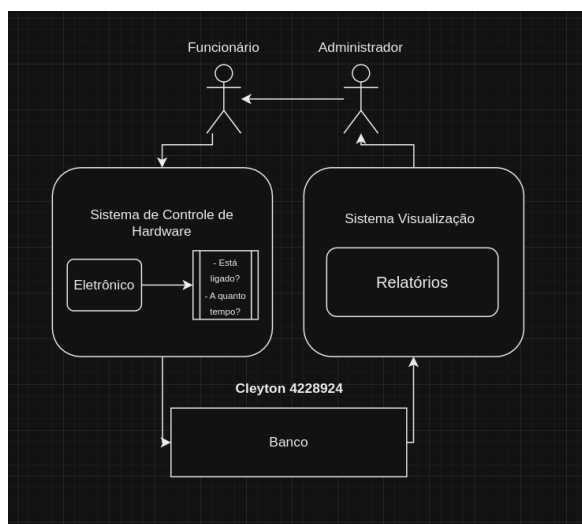 Funcionário
Administrador
Sistema de Controle de
Hardware
Eletrônico
- Está
ligado?
- A quanto
tempo?
Sistema Visualização
Relatórios
Cleyton 4228924
Banco